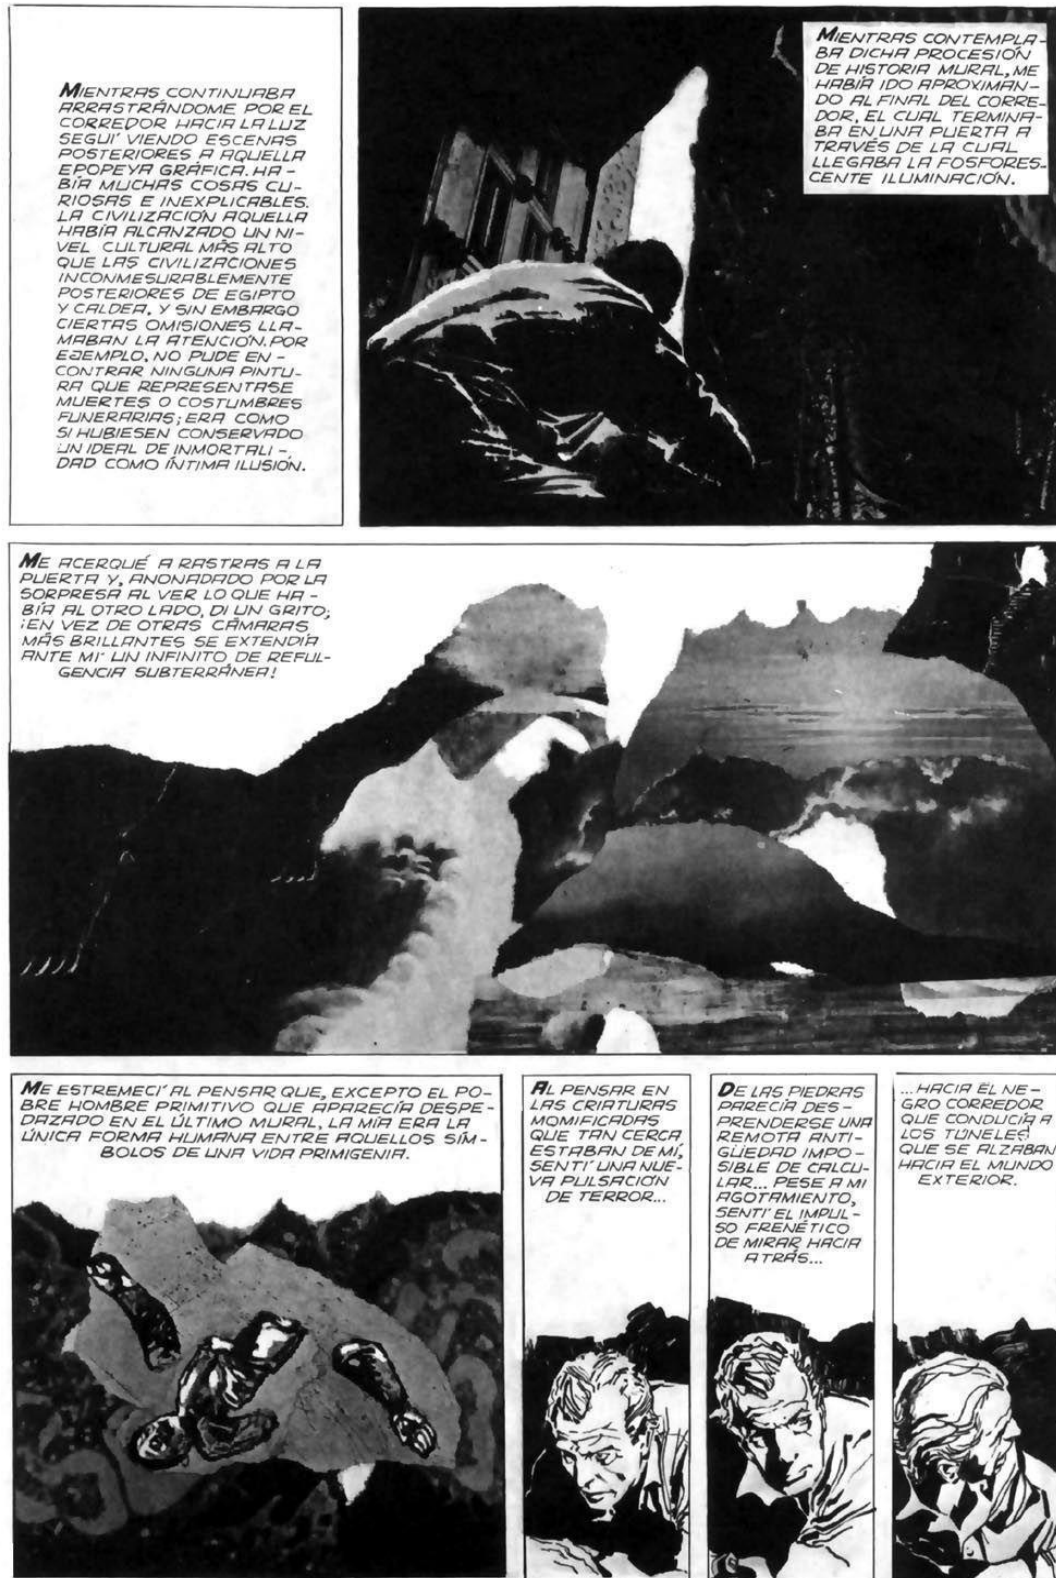 MIENTRAS CONTINUABA
ARRASTRÁNDOME POR EL
CORREDOR HACIA LA LUZ
SEGUÍ VIENDO ESCENAS
POSTERIORES A AQUELLA
EPOPEYA GRÁFICA. HA-
BÍA MUCHAS COSAS CU-
RIOSAS E INEXPLICABLES.
LA CIVILIZACIÓN AQUELLA
HABÍA ALCANZADO UN NI-
VEL CULTURAL MÁS ALTO
QUE LAS CIVILIZACIONES
INCONMESURABLEMENTE
POSTERIORES DE EGIPTO
Y CALDEA. Y SIN EMBARGO
CIERTAS OMISIONES LLA-
MABAN LA ATENCIÓN. POR
EJEMPLO, NO PUDE EN-
CONTRAR NINGUNA PINTU-
RA QUE REPRESENTASE
MUERTES O COSTUMBRES
FUNERARIAS; ERA COMO
SI HUBIESEN CONSERVADO
UN IDEAL DE INMORTALI-
DAD COMO ÍNTIMA ILUSIÓN.
MIENTRAS CONTEMPLA-
BA DICHA PROCESIÓN
DE HISTORIA MURAL, ME
HABÍA IDO APROXIMAN-
DO AL FINAL DEL CORRE-
DOR, EL CUAL TERMINA-
BA EN UNA PUERTA A
TRAVÉS DE LA CUAL
LLEGABA LA FOSFORES-
CENTE ILUMINACIÓN.
ME ACERQUÉ A RASTRAS A LA
PUERTA Y, ANONADADO POR LA
SORPRESA AL VER LO QUE HA-
BÍA AL OTRO LADO, DI UN GRITO;
¡EN VEZ DE OTRAS CÁMARAS
MÁS BRILLANTES SE EXTENDÍA
ANTE MÍ UN INFINITO DE REFUL-
GENCIA SUBTERRÁNEA!
ME ESTREMECÍ AL PENSAR QUE, EXCEPTO EL PO-
BRE HOMBRE PRIMITIVO QUE APARECÍA DESPE-
DAZADO EN EL ÚLTIMO MURAL, LA MÍA ERA LA
ÚNICA FORMA HUMANA ENTRE AQUELLOS SÍM-
BOLOS DE UNA VIDA PRIMIGENIA.
AL PENSAR EN
LAS CRIATURAS
MOMIFICADAS
QUE TAN CERCA
ESTABAN DE MÍ,
SENTÍ UNA NUE-
VA PULSACIÓN
DE TERROR...
DE LAS PIEDRAS
PARECÍA DES-
PRENDERSE UNA
REMOTA ANTI-
GÜEDAD IMPO-
SIBLE DE CALCU-
LAR... PESE A MI
AGOTAMIENTO,
SENTÍ EL IMPUL-
SO FRENÉTICO
DE MIRAR HACIA
ATRÁS...
...HACIA EL NE-
GRO CORREDOR
QUE CONDUCÍA A
LOS TÚNELES
QUE SE ALZABAN
HACIA EL MUNDO
EXTERIOR.